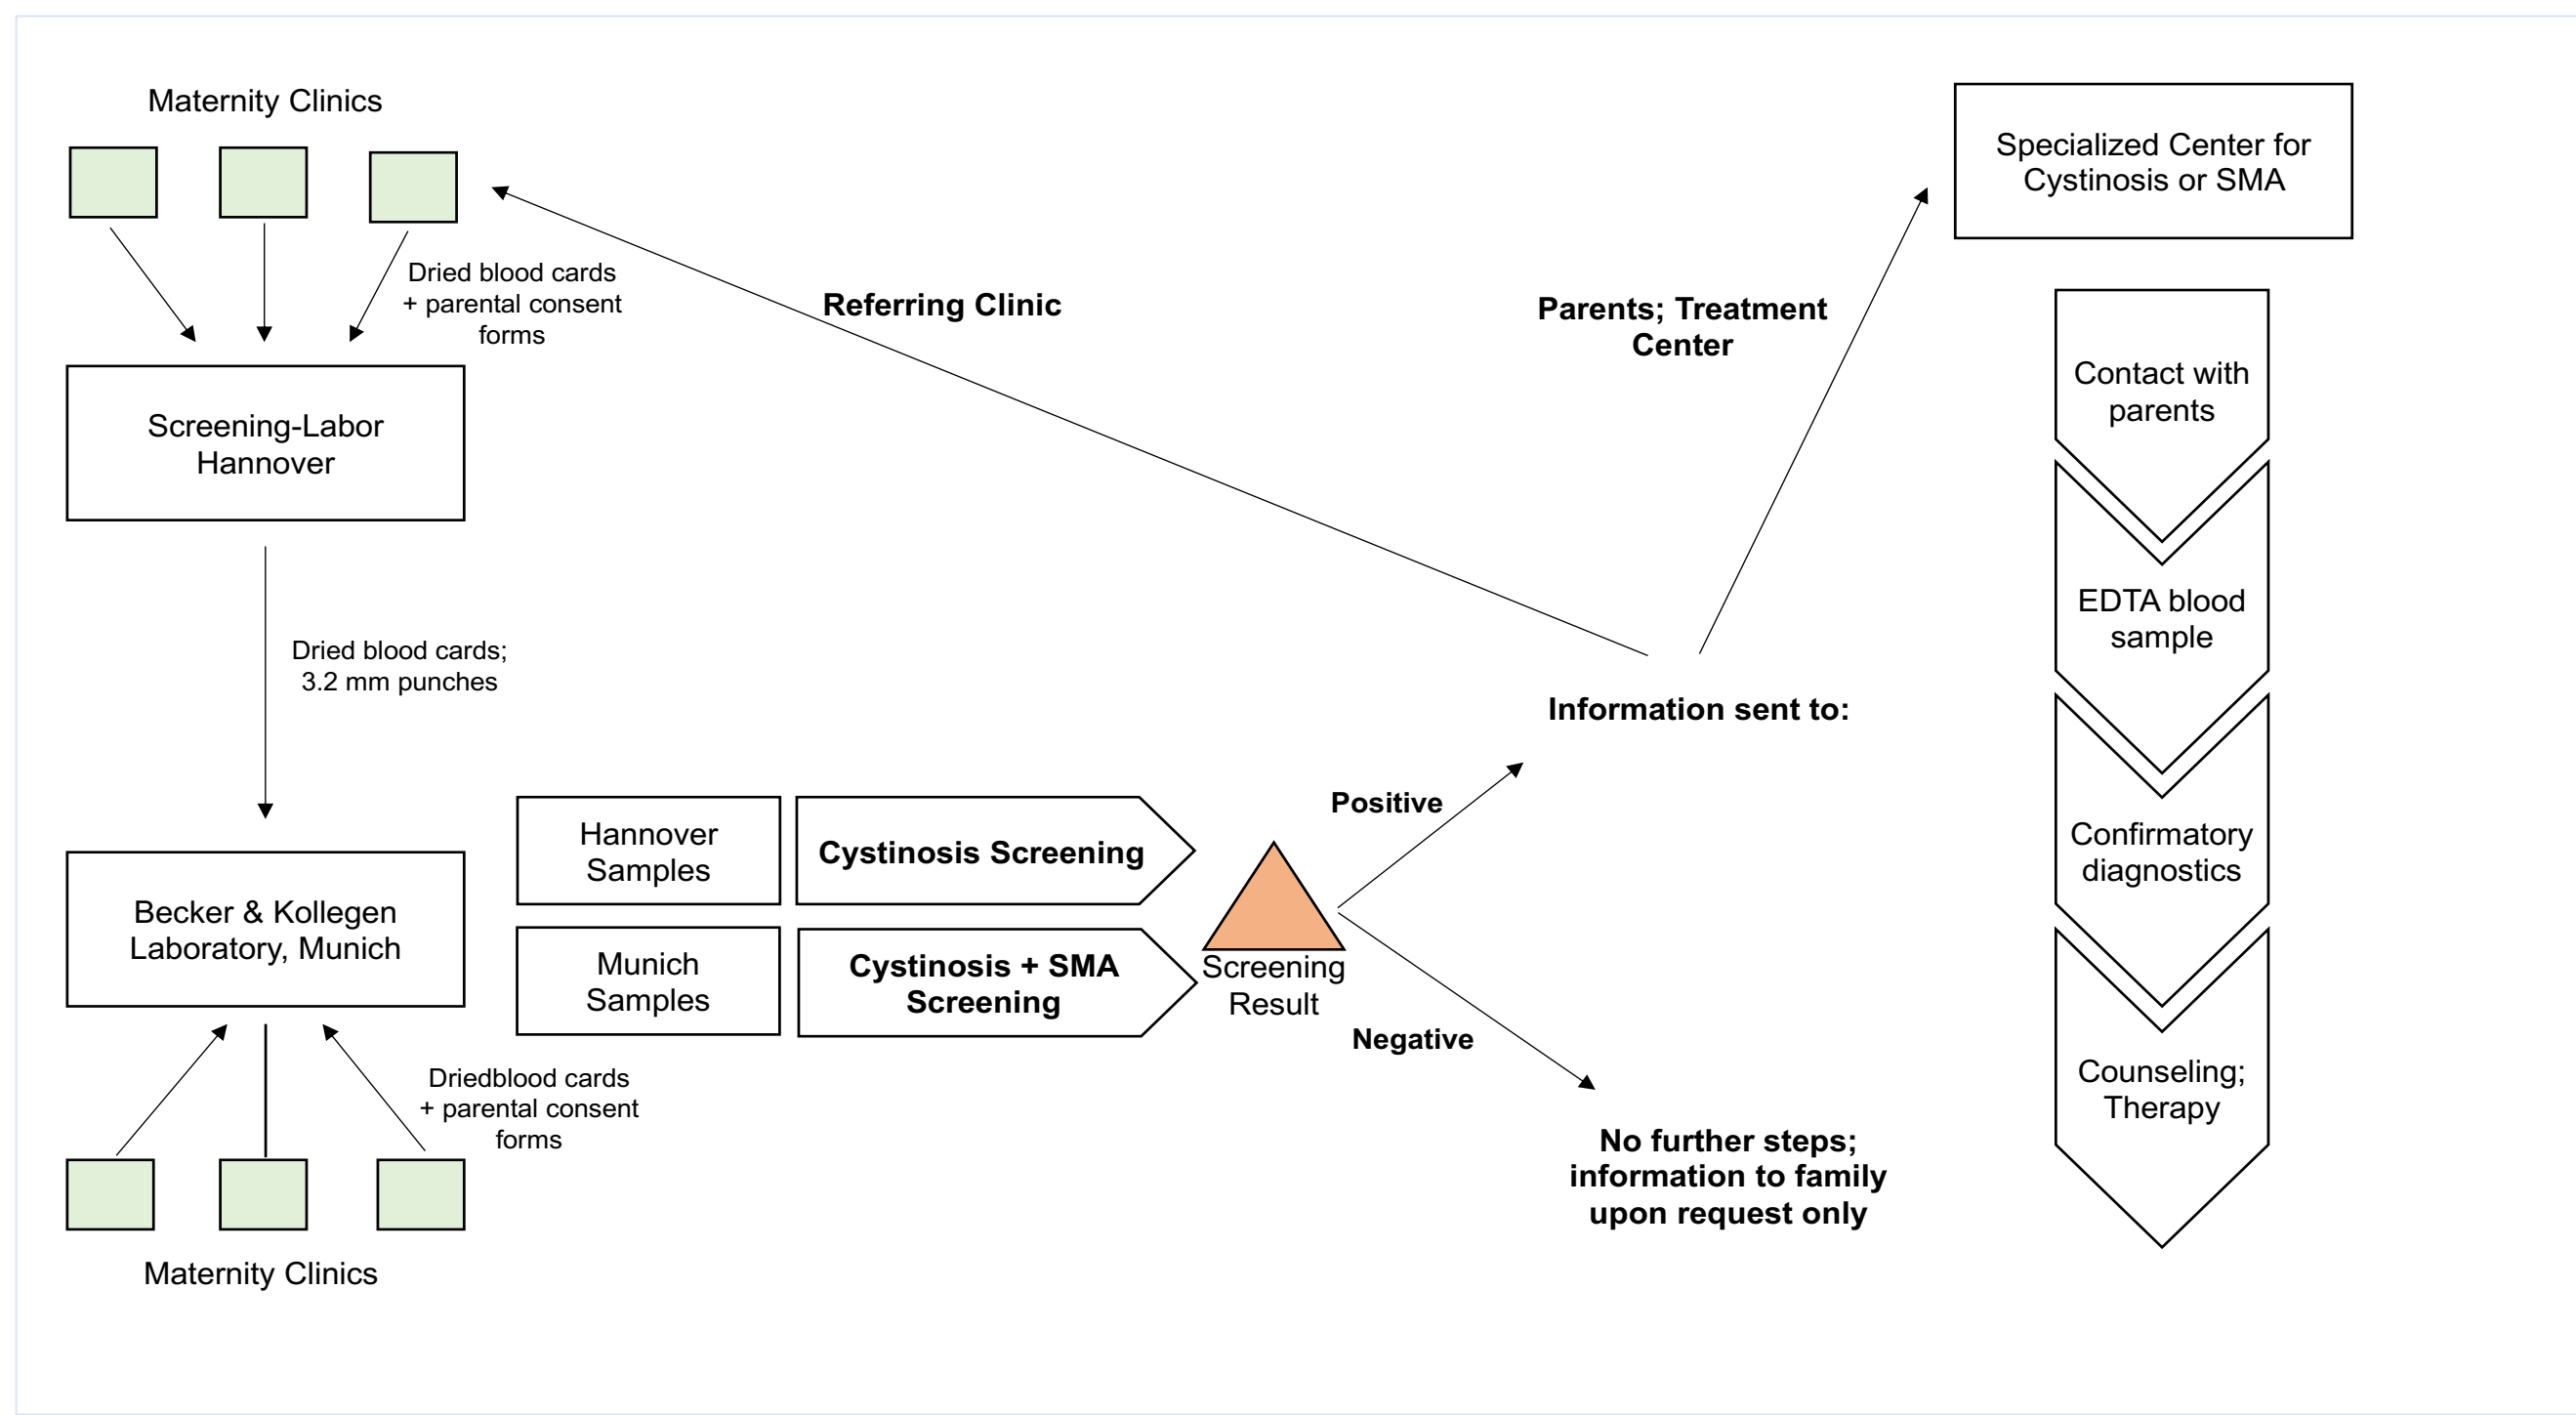 Maternity Clinics
Dried blood cards
+ parental consent
forms
Screening-Labor
Hannover
Dried blood cards;
3.2 mm punches
Becker & Kollegen
Laboratory, Munich
Driedblood cards
+ parental consent
forms
Maternity Clinics
Hannover
Samples
Cystinosis Screening
Munich
Samples
Cystinosis + SMA
Screening
Screening
Result
Positive
Negative
Information sent to:
No further steps;
information to family
upon request only
Referring Clinic
Parents; Treatment
Center
Specialized Center for
Cystinosis or SMA
Contact with
parents
EDTA blood
sample
Confirmatory
diagnostics
Counseling;
Therapy